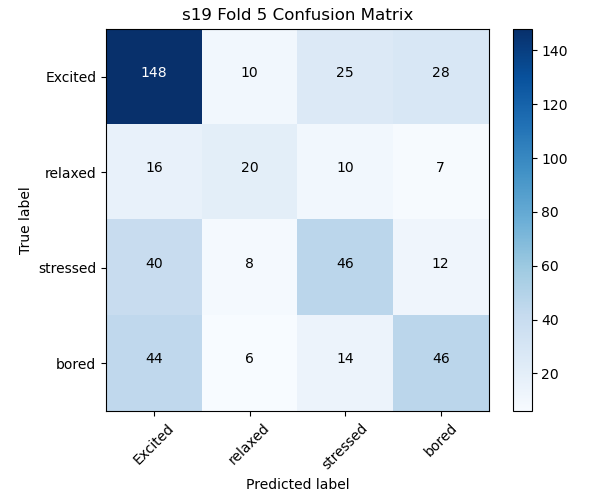 s19 Fold 5 Confusion Matrix
Excited 148 10 25 28
relaxed 16 20 10 7
stressed 40 8 46 12
bored 44 6 14 46
Excited relaxed stressed bored
Predicted label
True label
140
120
100
80
60
40
20